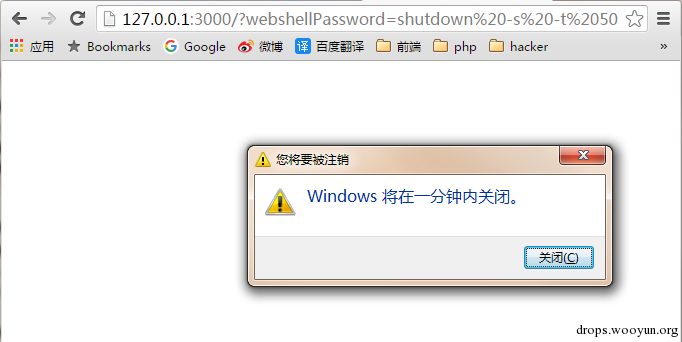 127.0.0.1:3000/?webshellPassword=shutdown%20-s%20-t%2050
应用 Bookmarks Google 微博 译 百度翻译 前端 php hacker »
您将要被注销
Windows 将在一分钟内关闭。
关闭(C)
drops.wooyun.org